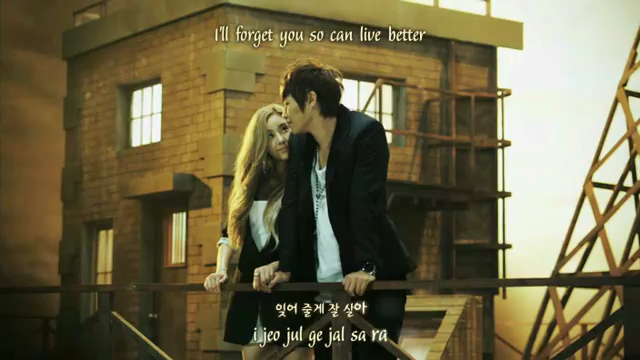 I'll forget you so can live better
잊어 줄게 잘 살아
i jeo jul ge jal sa ra